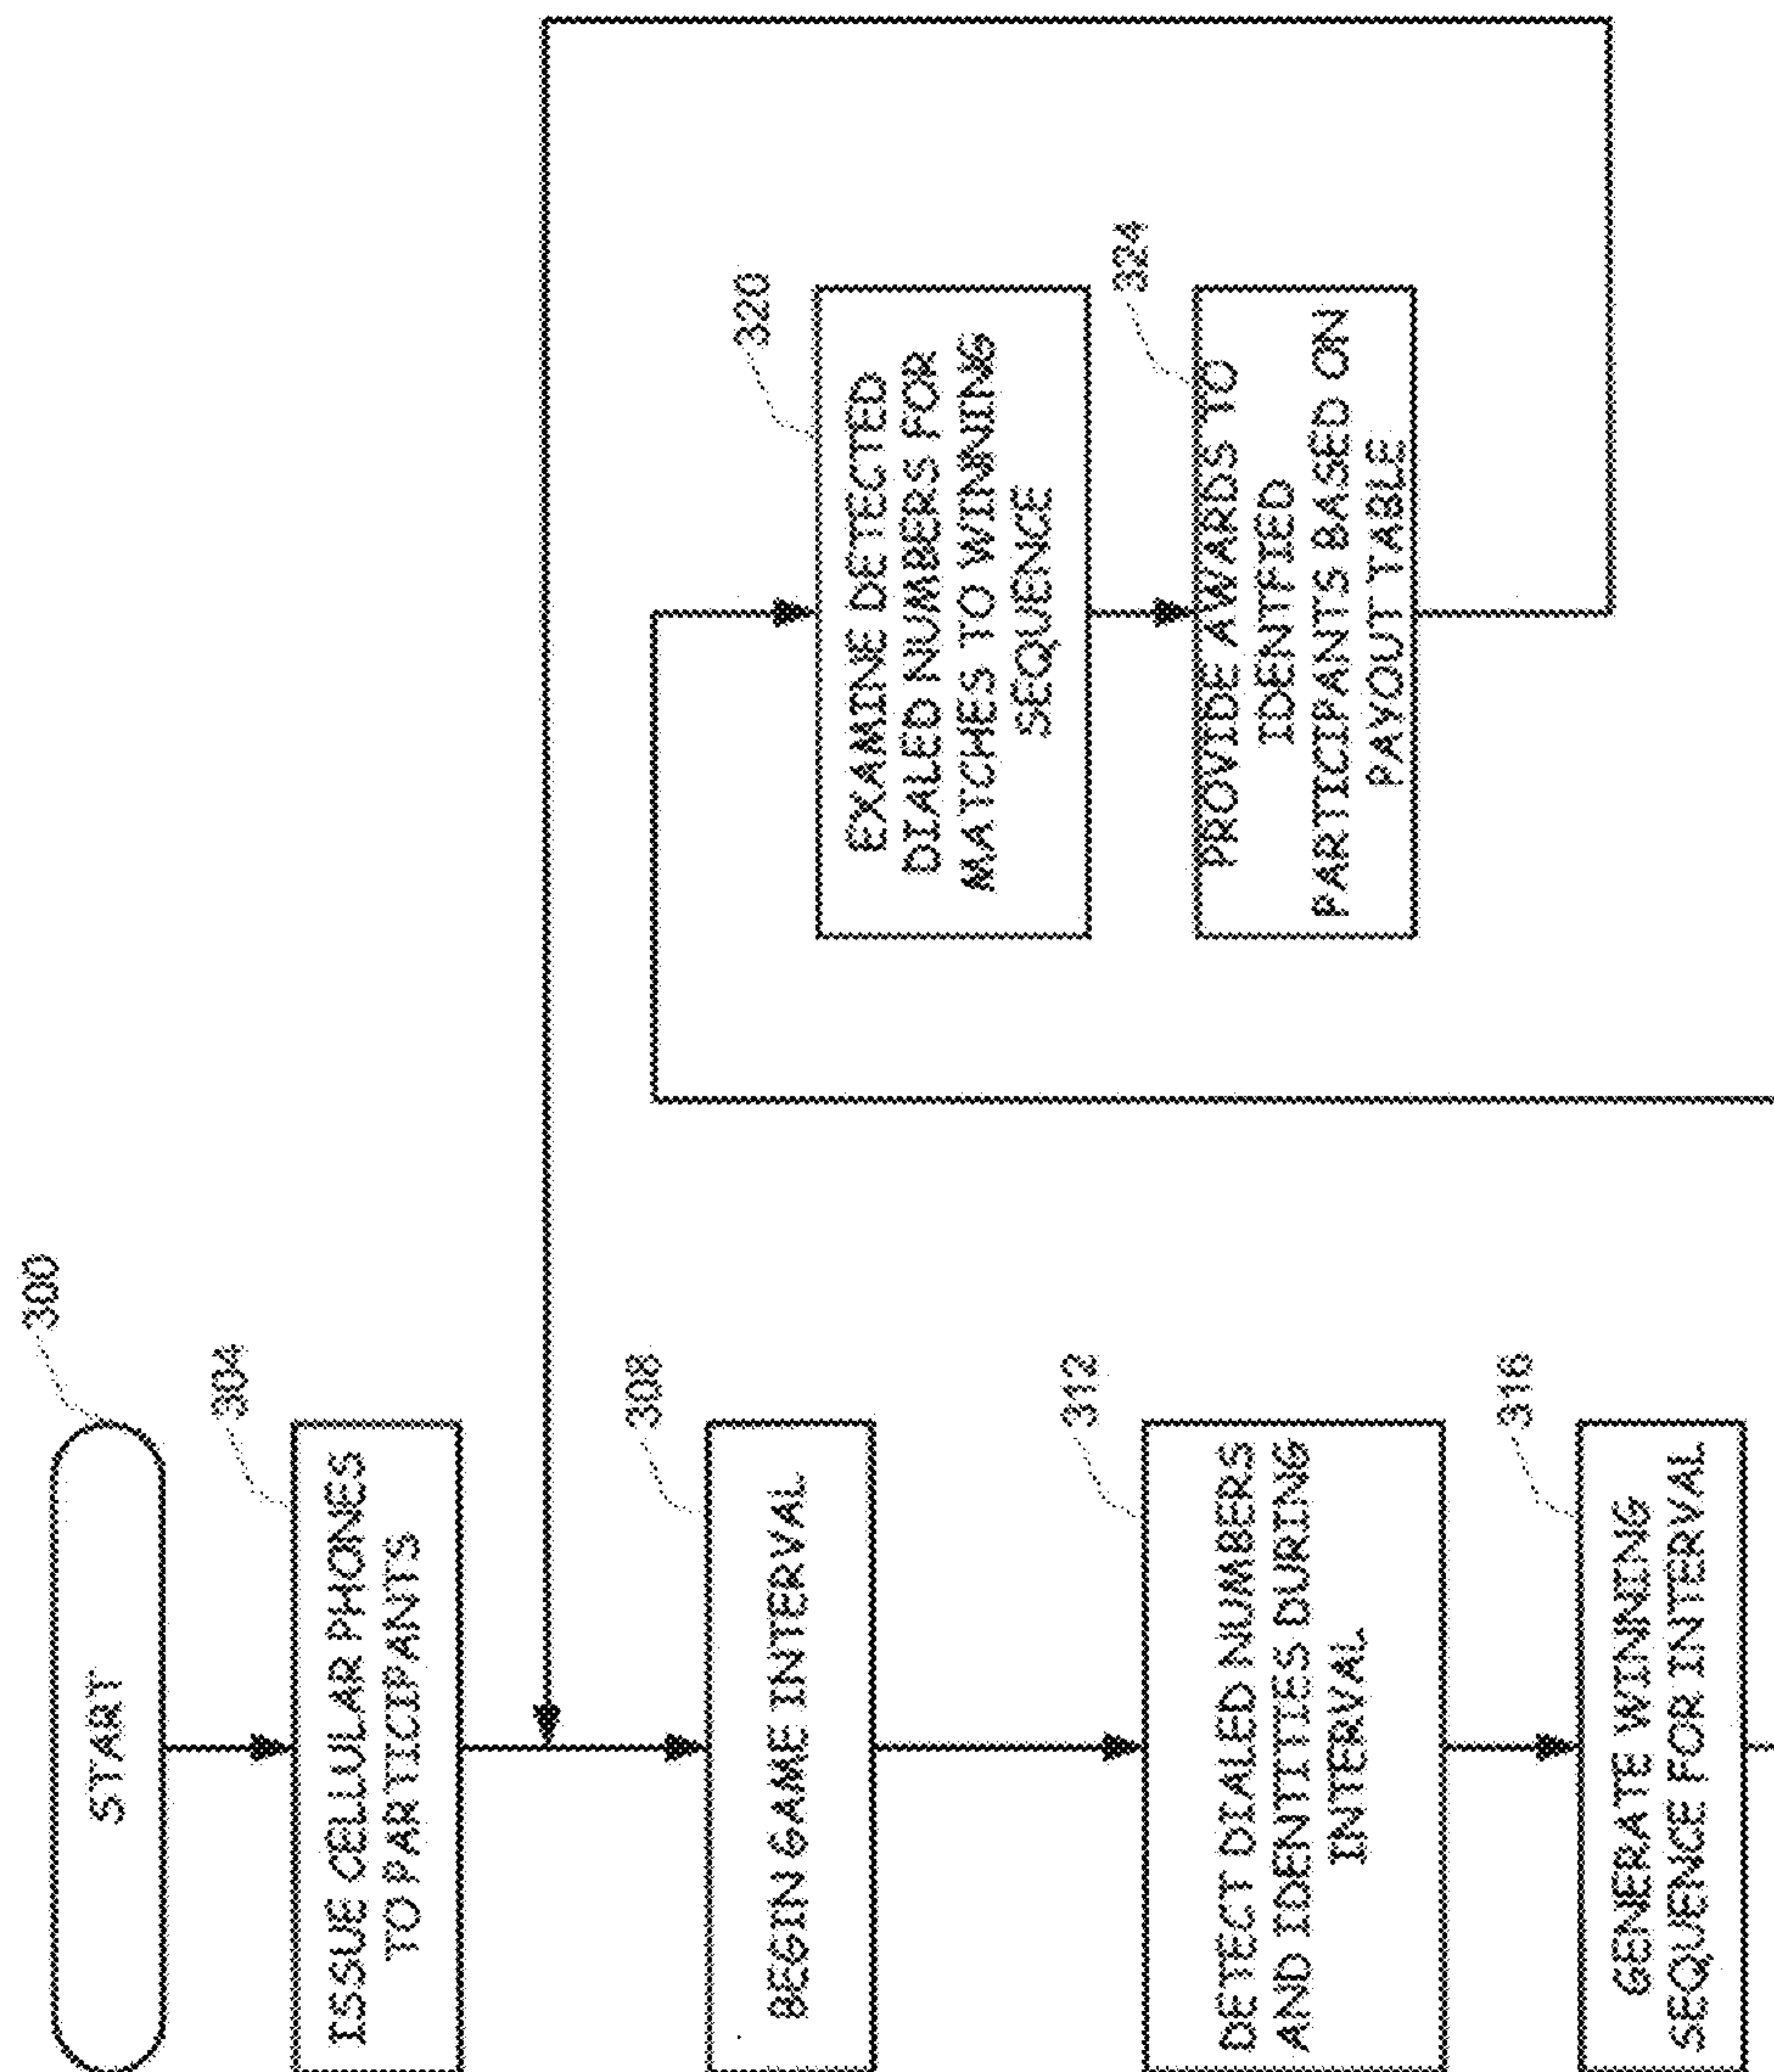 START
300
ISSUE CELLULAR PHONES
TO PARTICIPANTS
304
BEGIN GAME INTERVAL
308
DETECT DIALED NUMBERS
AND IDENTITIES DURING
INTERVAL
312
GENERATE WINNING
SEQUENCE FOR INTERVAL
316
EXAMINE DETECTED
DIALED NUMBERS FOR
MATCHES TO WINNING
SEQUENCE
320
PROVIDE AWARDS TO
IDENTFIED
PARTICIPANTS BASED ON
PAYOUT TABLE
324